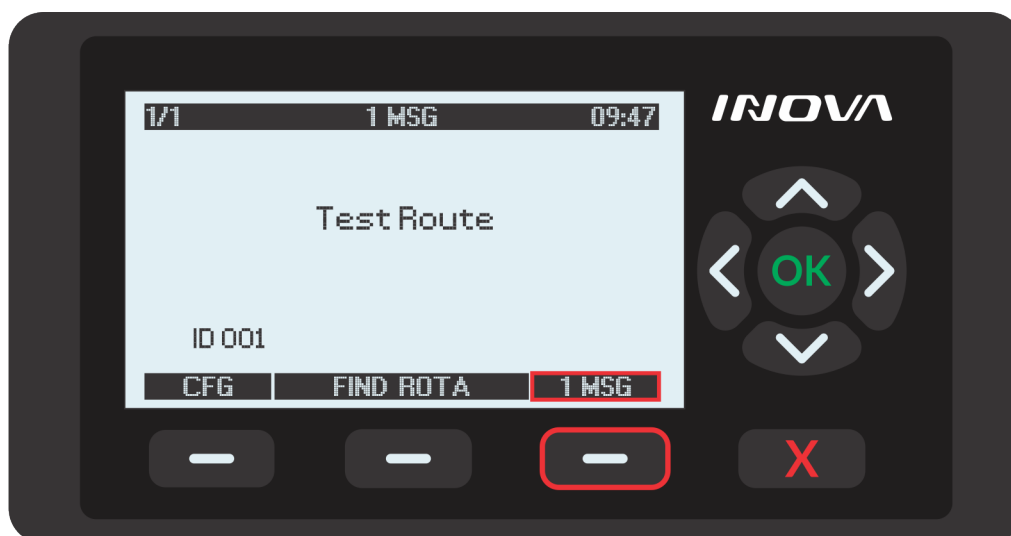 1/1 1 MSG 09:47
INOVA
Test Route
OK
ID 001
CFG FIND ROTA 1 MSG
X